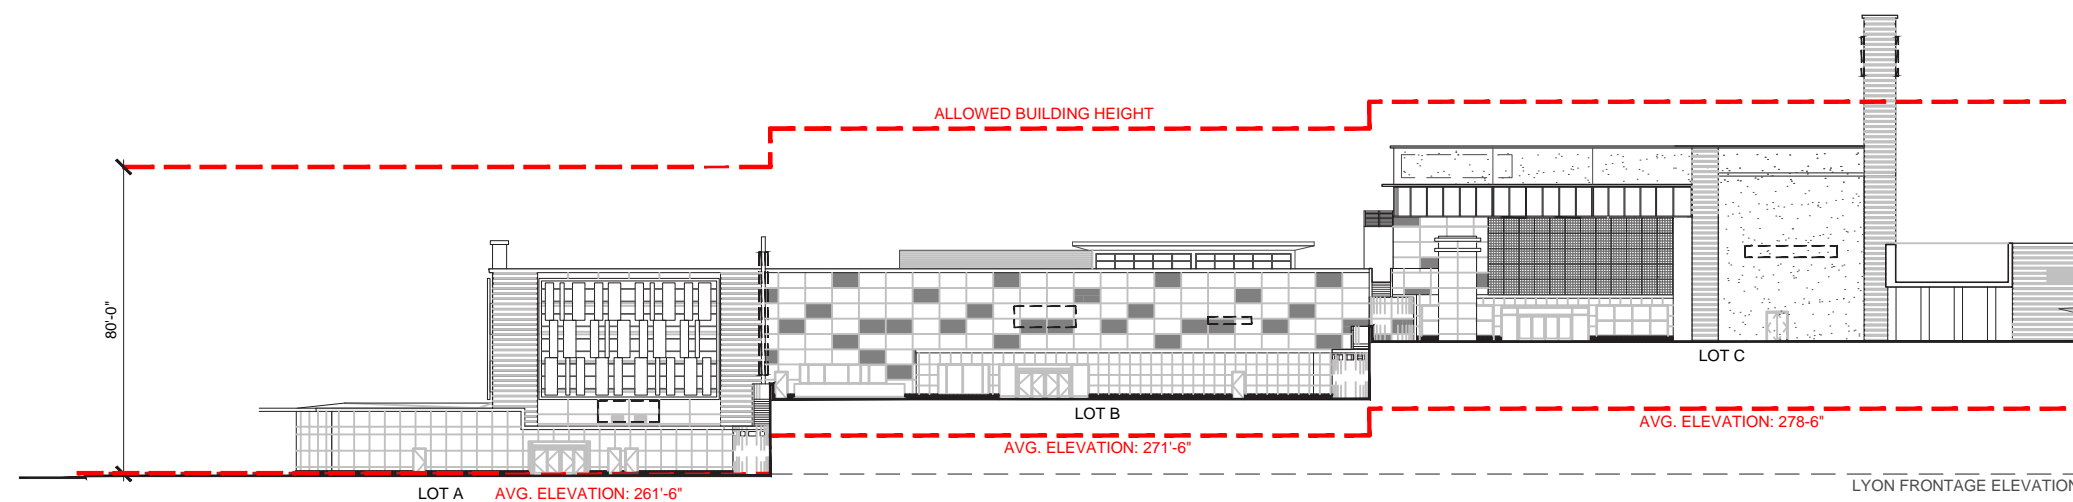 ALLOWED BUILDING HEIGHT
80'-0"
LOT C
LOT B
AVG. ELEVATION: 278-6"
AVG. ELEVATION: 271'-6"
LYON FRONTAGE ELEVATION
LOT A AVG. ELEVATION: 261'-6"